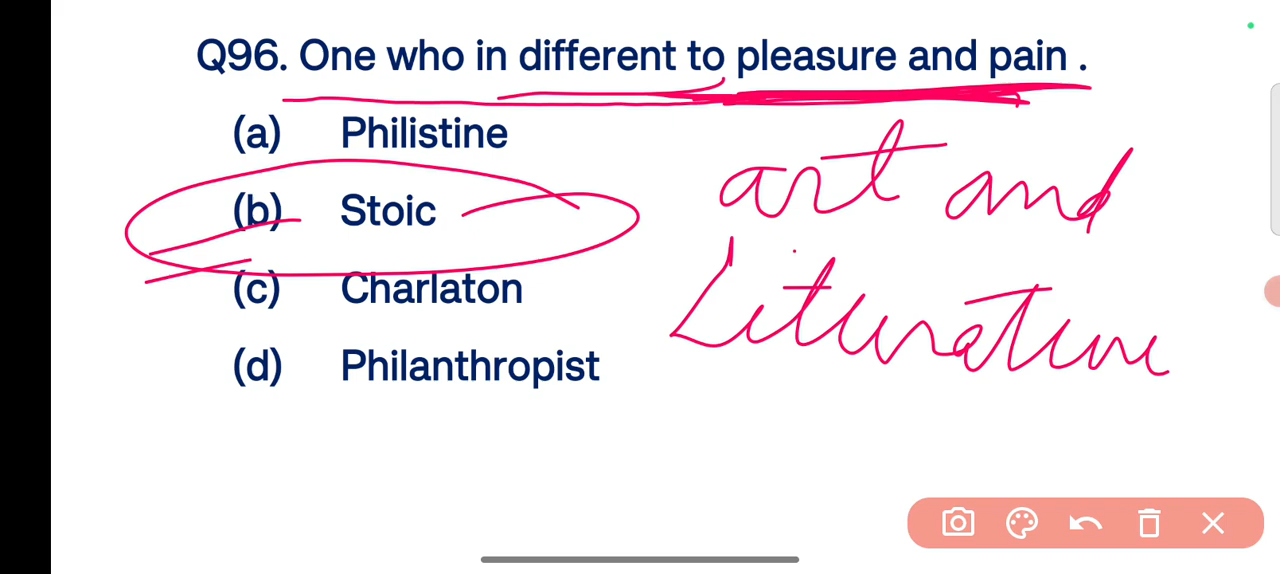 Q96. One who in different to pleasure and pain .
(a) Philistine
(b) Stoic
(c) Charlaton
(d) Philanthropist
art and
Literature